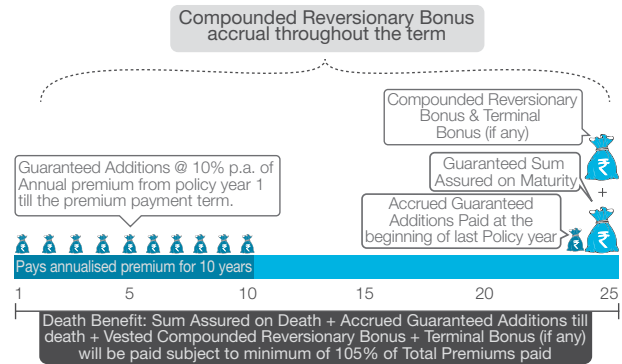 Compounded Reversionary Bonus
accrual throughout the term
Compounded Reversionary
Bonus & Terminal
Bonus (if any)
Guaranteed Additions @ 10% p.a. of
Annual premium from policy year 1
till the premium payment term.
Guaranteed Sum
Assured on Maturity
+
Accrued Guaranteed
Additions Paid at the
beginning of last Policy year
₹ ₹ ₹ ₹ ₹ ₹ ₹ ₹ ₹ ₹ ₹ ₹ ₹
Pays annualised premium for 10 years
1 5 10 15 20 25
Death Benefit: Sum Assured on Death + Accrued Guaranteed Additions till
death + Vested Compounded Reversionary Bonus + Terminal Bonus (if any)
will be paid subject to minimum of 105% of Total Premiums paid